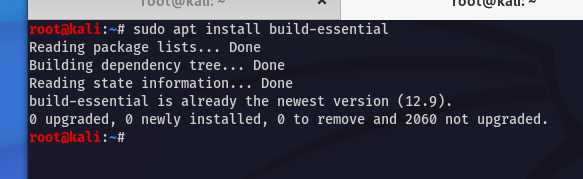 root@kali: ~
root@kali: ~
root@kali:~# sudo apt install build-essential
Reading package lists... Done
Building dependency tree... Done
Reading state information... Done
build-essential is already the newest version (12.9).
0 upgraded, 0 newly installed, 0 to remove and 2060 not upgraded.
root@kali:~#